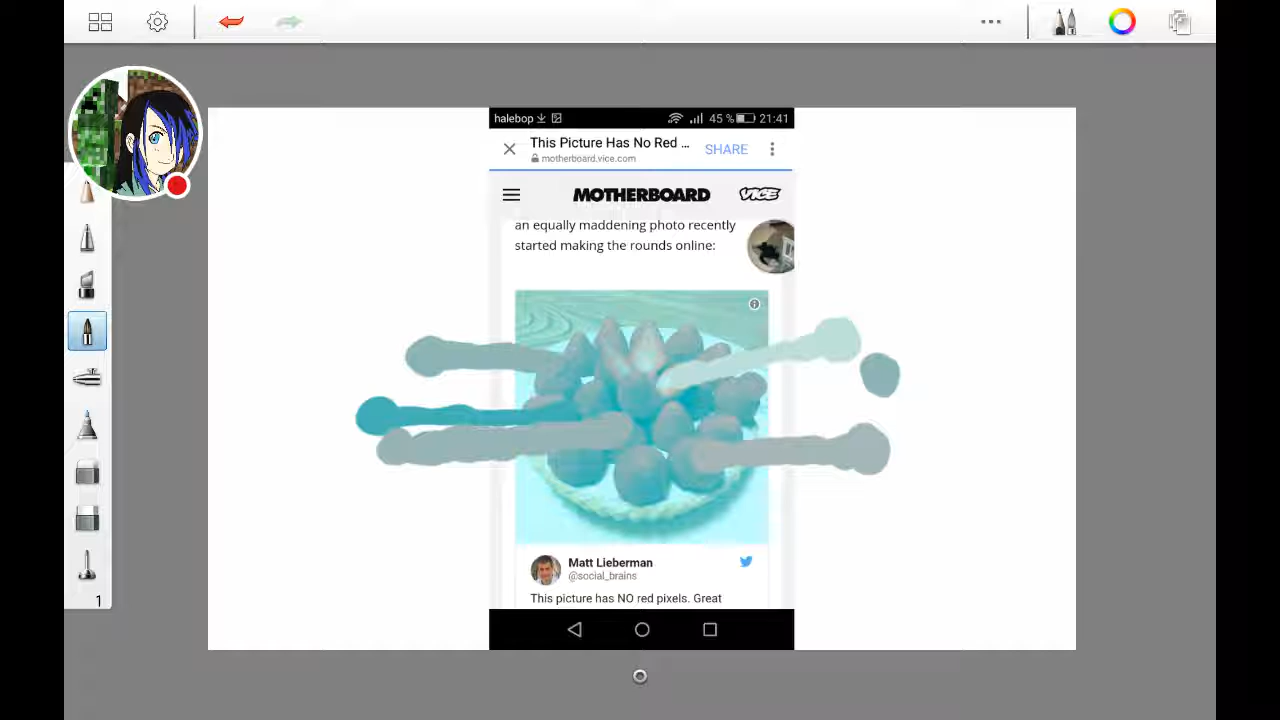 halebop 45 % 21:41
This Picture Has No Red ...
SHARE
motherboard.vice.com
MOTHERBOARD VICE
an equally maddening photo recently
started making the rounds online:
Matt Lieberman
@social_brains
This picture has NO red pixels. Great
1